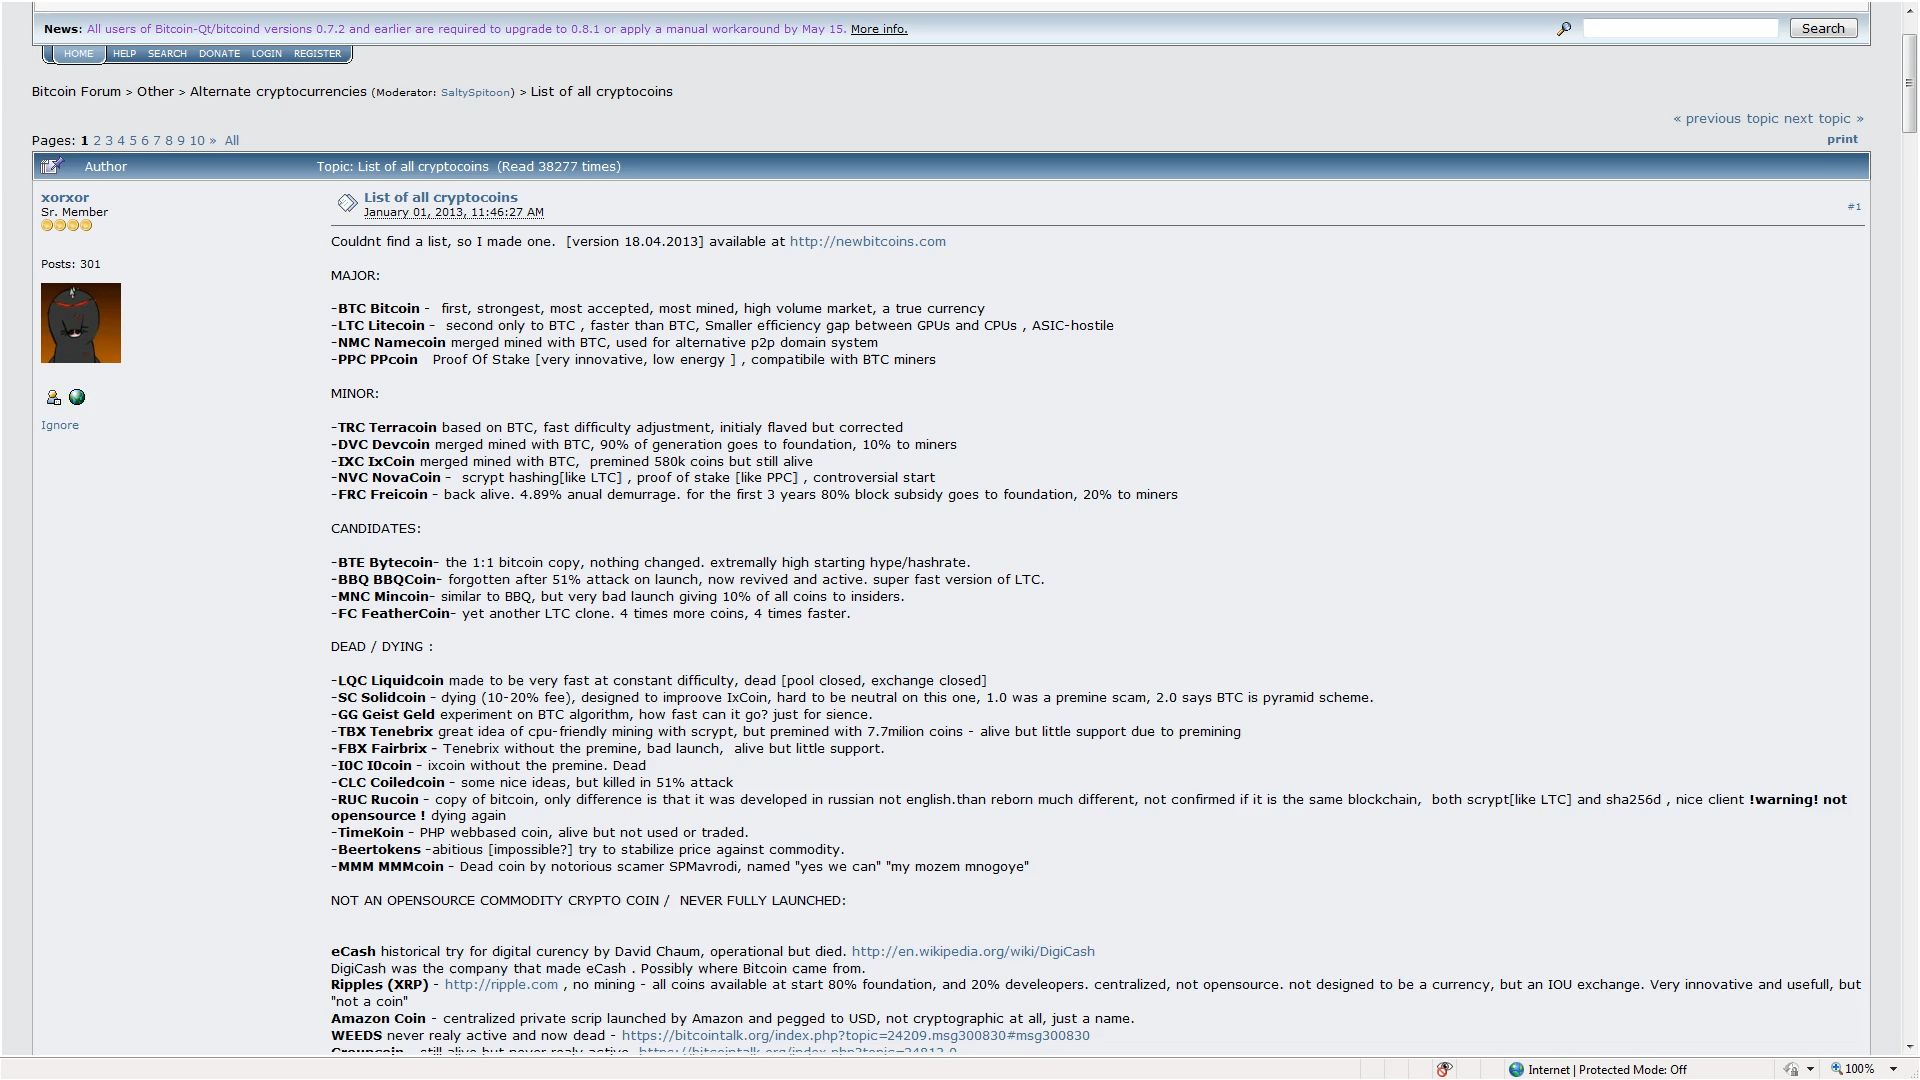 News: All users of Bitcoin-Qt/bitcoind versions 0.7.2 and earlier are required to upgrade to 0.8.1 or apply a manual workaround by May 15. More info.
Search
HOME HELP SEARCH DONATE LOGIN REGISTER
Bitcoin Forum > Other > Alternate cryptocurrencies (Moderator: SaltySpitoon) > List of all cryptocoins
« previous topic next topic »
Pages: 1 2 3 4 5 6 7 8 9 10 » All
print
Author Topic: List of all cryptocoins (Read 38277 times)
xorxor
Sr. Member
Posts: 301
Ignore
List of all cryptocoins
January 01, 2013, 11:46:27 AM
#1
Couldnt find a list, so I made one. [version 18.04.2013] available at http://newbitcoins.com
MAJOR:
-BTC Bitcoin - first, strongest, most accepted, most mined, high volume market, a true currency
-LTC Litecoin - second only to BTC , faster than BTC, Smaller efficiency gap between GPUs and CPUs , ASIC-hostile
-NMC Namecoin merged mined with BTC, used for alternative p2p domain system
-PPC PPcoin Proof Of Stake [very innovative, low energy ] , compatibile with BTC miners
MINOR:
-TRC Terracoin based on BTC, fast difficulty adjustment, initialy flaved but corrected
-DVC Devcoin merged mined with BTC, 90% of generation goes to foundation, 10% to miners
-IXC IxCoin merged mined with BTC, premined 580k coins but still alive
-NVC NovaCoin - scrypt hashing[like LTC] , proof of stake [like PPC] , controversial start
-FRC Freicoin - back alive. 4.89% anual demurrage. for the first 3 years 80% block subsidy goes to foundation, 20% to miners
CANDIDATES:
-BTE Bytecoin- the 1:1 bitcoin copy, nothing changed. extremally high starting hype/hashrate.
-BBQ BBQCoin- forgotten after 51% attack on launch, now revived and active. super fast version of LTC.
-MNC Mincoin- similar to BBQ, but very bad launch giving 10% of all coins to insiders.
-FC FeatherCoin- yet another LTC clone. 4 times more coins, 4 times faster.
DEAD / DYING :
-LQC Liquidcoin made to be very fast at constant difficulty, dead [pool closed, exchange closed]
-SC Solidcoin - dying (10-20% fee), designed to improove IxCoin, hard to be neutral on this one, 1.0 was a premine scam, 2.0 says BTC is pyramid scheme.
-GG Geist Geld experiment on BTC algorithm, how fast can it go? just for sience.
-TBX Tenebrix great idea of cpu-friendly mining with scrypt, but premined with 7.7milion coins - alive but little support due to premining
-FBX Fairbrix - Tenebrix without the premine, bad launch, alive but little support.
-I0C I0coin - ixcoin without the premine. Dead
-CLC Coiledcoin - some nice ideas, but killed in 51% attack
-RUC Rucoin - copy of bitcoin, only difference is that it was developed in russian not english.than reborn much different, not confirmed if it is the same blockchain, both scrypt[like LTC] and sha256d , nice client !warning! not
opensource ! dying again
-TimeKoin - PHP webbased coin, alive but not used or traded.
-Beertokens -abitious [impossible?] try to stabilize price against commodity.
-MMM MMMcoin - Dead coin by notorious scamer SPMavrodi, named "yes we can" "my mozem mnogoye"
NOT AN OPENSOURCE COMMODITY CRYPTO COIN / NEVER FULLY LAUNCHED:
eCash historical try for digital curency by David Chaum, operational but died. http://en.wikipedia.org/wiki/DigiCash
DigiCash was the company that made eCash . Possibly where Bitcoin came from.
Ripples (XRP) - http://ripple.com , no mining - all coins available at start 80% foundation, and 20% develeopers. centralized, not opensource. not designed to be a currency, but an IOU exchange. Very innovative and usefull, but
"not a coin"
Amazon Coin - centralized private scrip launched by Amazon and pegged to USD, not cryptographic at all, just a name.
WEEDS never realy active and now dead - https://bitcointalk.org/index.php?topic=24209.msg300830#msg300830
Internet | Protected Mode: Off
100%